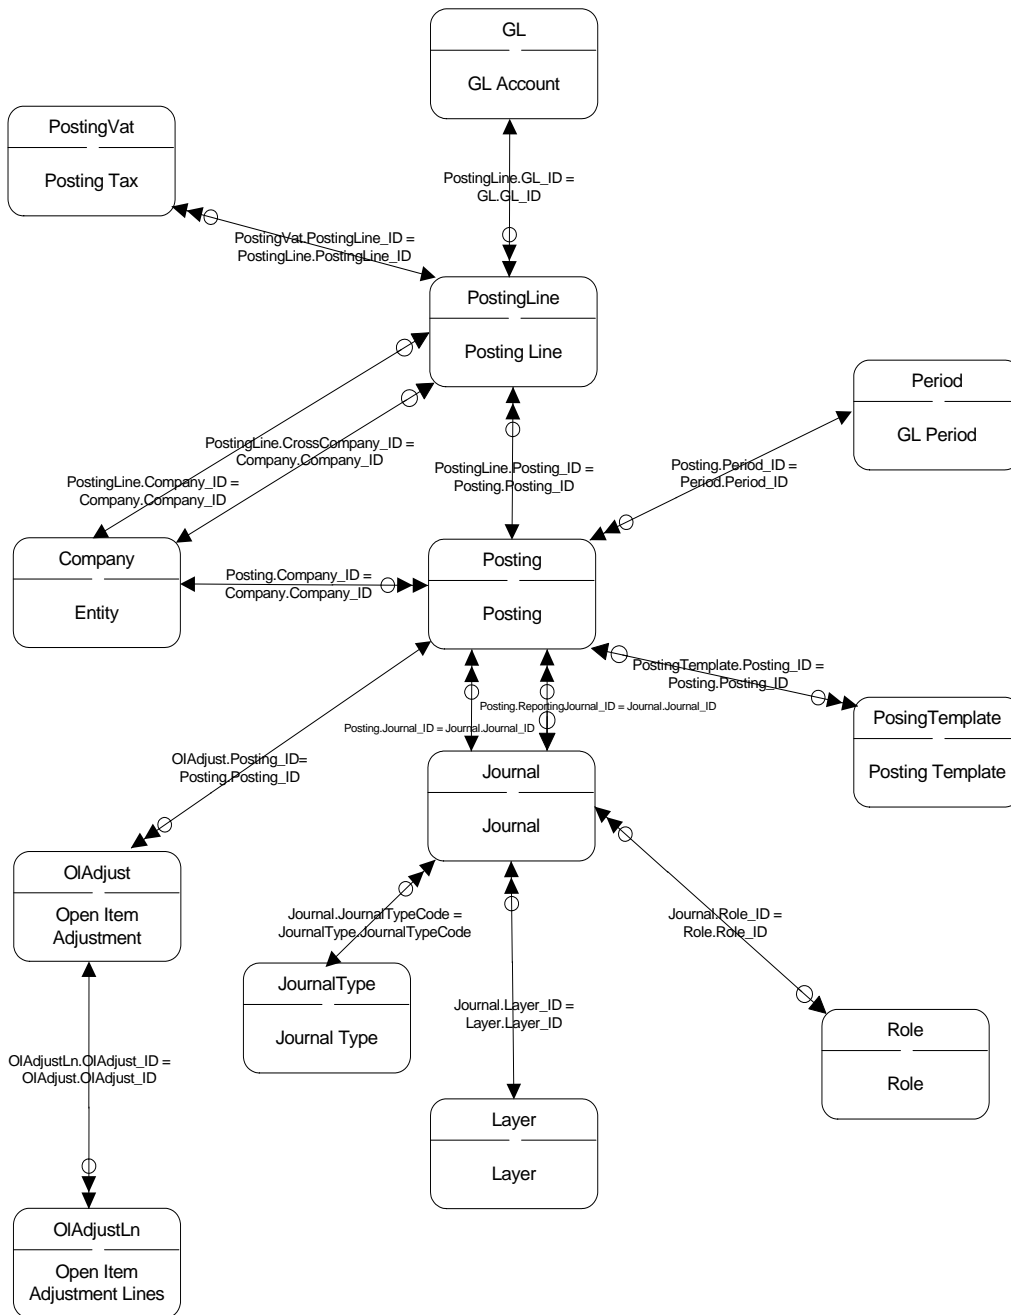 GL
GL Account
PostingVat
Posting Tax
PostingLine.GL_ID =
GL.GL_ID
PostingVat.PostingLine_ID =
PostingLine.PostingLine_ID
PostingLine
Posting Line
Period
GL Period
PostingLine.CrossCompany_ID =
Company.Company_ID
PostingLine.Company_ID =
Company.Company_ID
PostingLine.Posting_ID =
Posting.Posting_ID
Posting.Period_ID =
Period.Period_ID
Company
Entity
Posting.Company_ID =
Company.Company_ID
Posting
Posting
PostingTemplate.Posting_ID =
Posting.Posting_ID
Posting.ReportingJournal_ID = Journal.Journal_ID
Posting.Journal_ID = Journal.Journal_ID
PosingTemplate
Posting Template
OIAdjust.Posting_ID=
Posting.Posting_ID
Journal
Journal
OIAdjust
Open Item
Adjustment
Journal.JournalTypeCode =
JournalType.JournalTypeCode
Journal.Role_ID =
Role.Role_ID
JournalType
Journal Type
Journal.Layer_ID =
Layer.Layer_ID
Role
Role
OIAdjustLn.OIAdjust_ID =
OIAdjust.OIAdjust_ID
Layer
Layer
OIAdjustLn
Open Item
Adjustment Lines